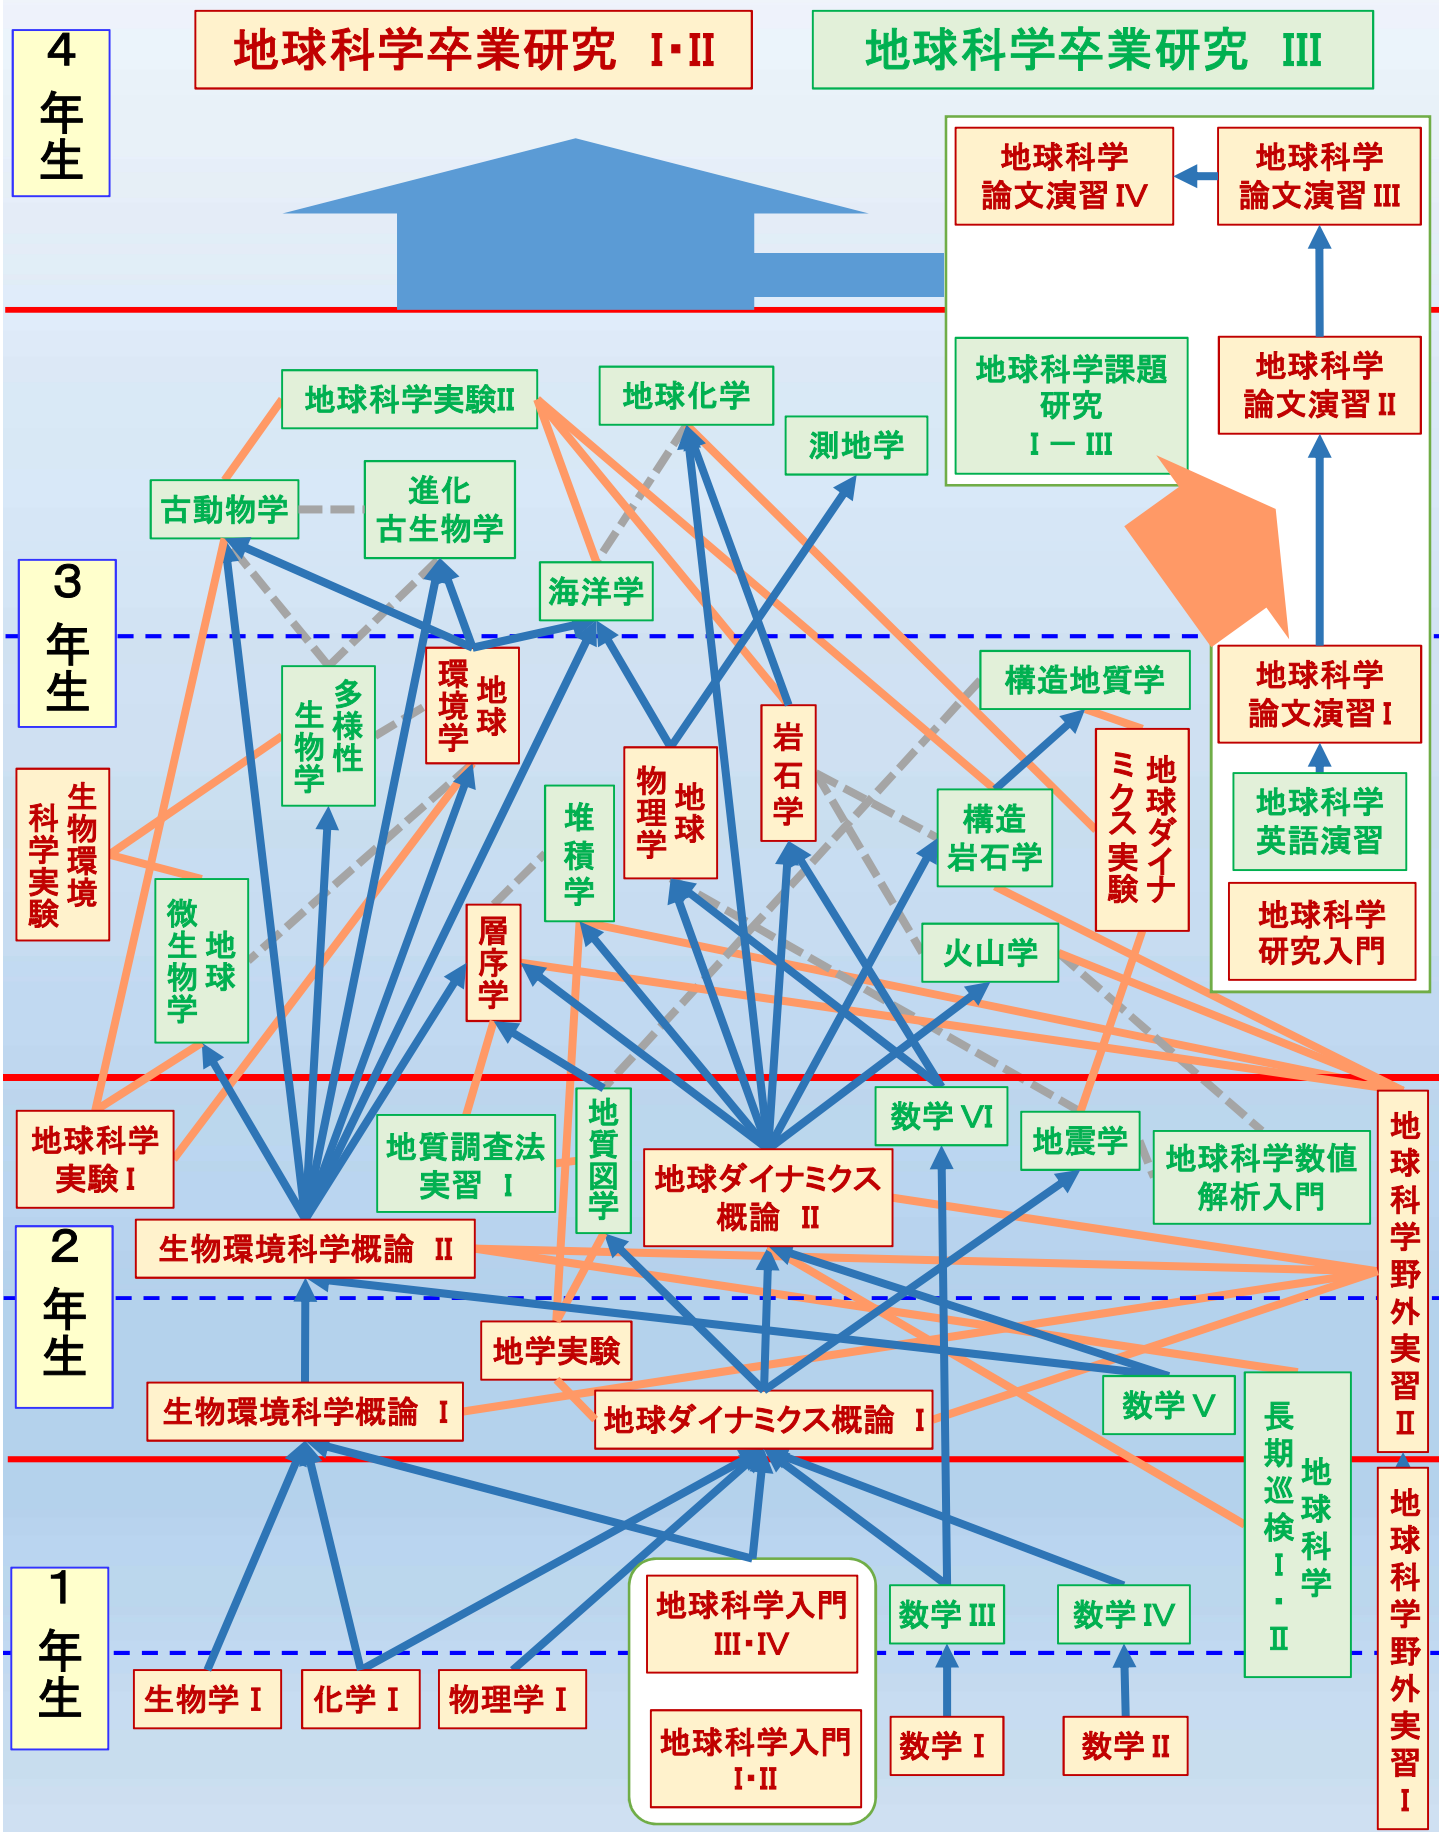 4
年
生
地球科学卒業研究 I・II
地球科学卒業研究 III
地球科学
論文演習 IV
地球科学
論文演習 III
地球科学課題
研究
I ー III
地球科学
論文演習 II
地球科学実験II
地球化学
測地学
古動物学
進化
古生物学
海洋学
3
年
生
多様性
生物学
地球
環境学
地球
物理学
岩石学
構造地質学
地球科学
論文演習 I
生物環境
科学実験
堆積学
構造
岩石学
地球ダイナ
ミクス実験
地球科学
英語演習
地球
微生物学
層序学
火山学
地球科学
研究入門
地球科学
実験 I
地質調査法
実習 I
地質図学
地球ダイナミクス
概論 II
数学 VI
地震学
地球科学数値
解析入門
地球科学野外実習 II
2
年
生
生物環境科学概論 II
地学実験
生物環境科学概論 I
地球ダイナミクス概論 I
数学 V
地球科学
長期巡検 I・II
地球科学野外実習 I
1
年
生
地球科学入門
III・IV
数学 III
数学 IV
生物学 I
化学 I
物理学 I
地球科学入門
I・II
数学 I
数学 II